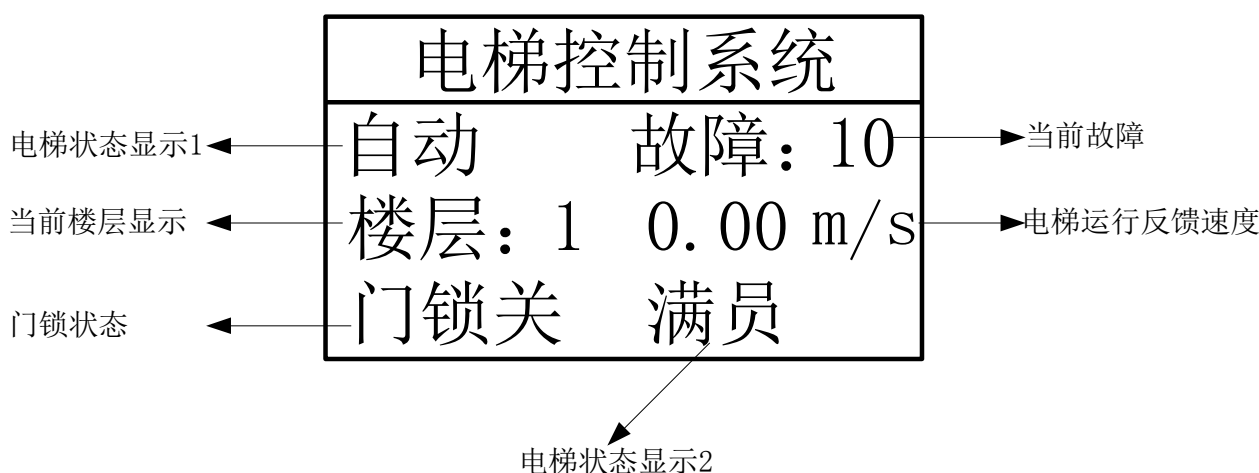 电梯控制系统
电梯状态显示1 自动 故障：10 当前故障
当前楼层显示 楼层：1 0.00 m/s 电梯运行反馈速度
门锁状态 门锁关 满员
电梯状态显示2